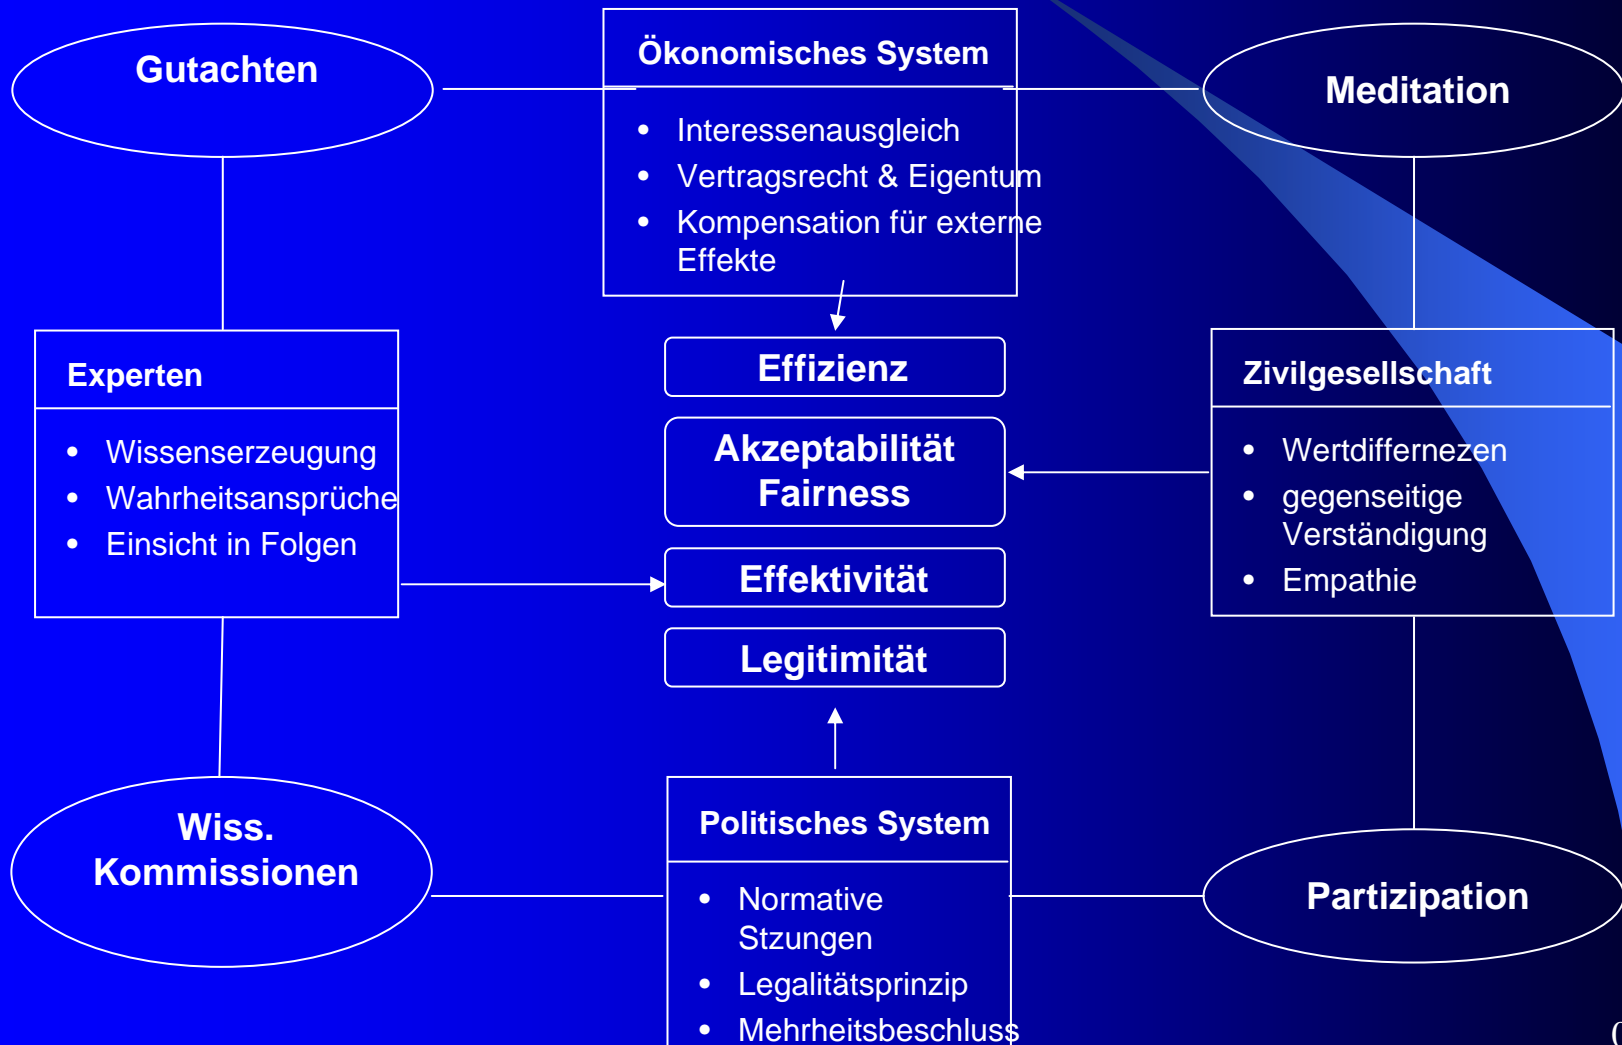 Gutachten
Ökonomisches System
Meditation
• Interessenausgleich
• Vertragsrecht & Eigentum
• Kompensation für externe
Effekte
Experten
• Wissenserzeugung
• Wahrheitsansprüche
• Einsicht in Folgen
Effizienz
Akzeptabilität
Fairness
Effektivität
Legitimität
Zivilgesellschaft
• Wertdiffernezen
• gegenseitige
Verständigung
• Empathie
Wiss.
Kommissionen
Politisches System
• Normative
Stzungen
• Legalitätsprinzip
• Mehrheitsbeschluss
Partizipation